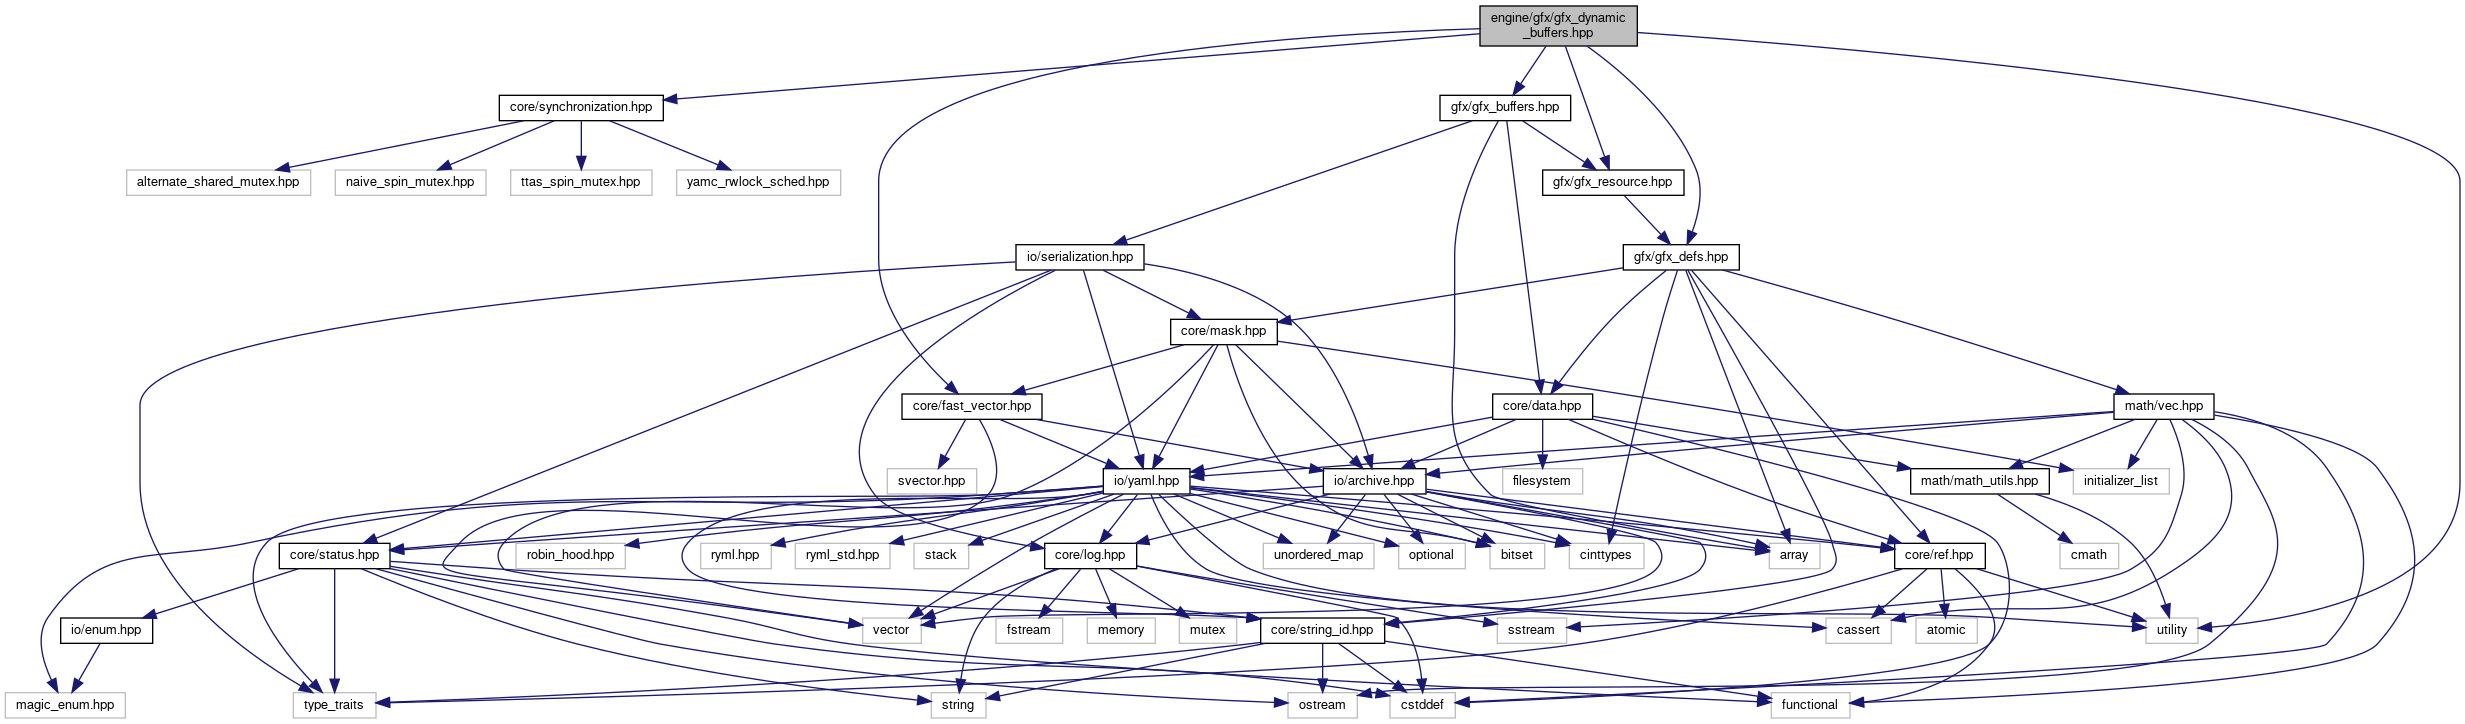 engine/gfx/gfx_dynamic
_buffers.hpp
core/synchronization.hpp
gfx/gfx_buffers.hpp
alternate_shared_mutex.hpp
naive_spin_mutex.hpp
ttas_spin_mutex.hpp
yamc_rwlock_sched.hpp
gfx/gfx_resource.hpp
io/serialization.hpp
gfx/gfx_defs.hpp
core/mask.hpp
core/fast_vector.hpp
core/data.hpp
math/vec.hpp
svector.hpp
io/yaml.hpp
io/archive.hpp
filesystem
math/math_utils.hpp
initializer_list
core/status.hpp
robin_hood.hpp
ryml.hpp
ryml_std.hpp
stack
core/log.hpp
unordered_map
optional
bitset
cinttypes
array
core/ref.hpp
cmath
io/enum.hpp
vector
fstream
memory
mutex
core/string_id.hpp
sstream
cassert
atomic
utility
magic_enum.hpp
type_traits
string
ostream
cstddef
functional